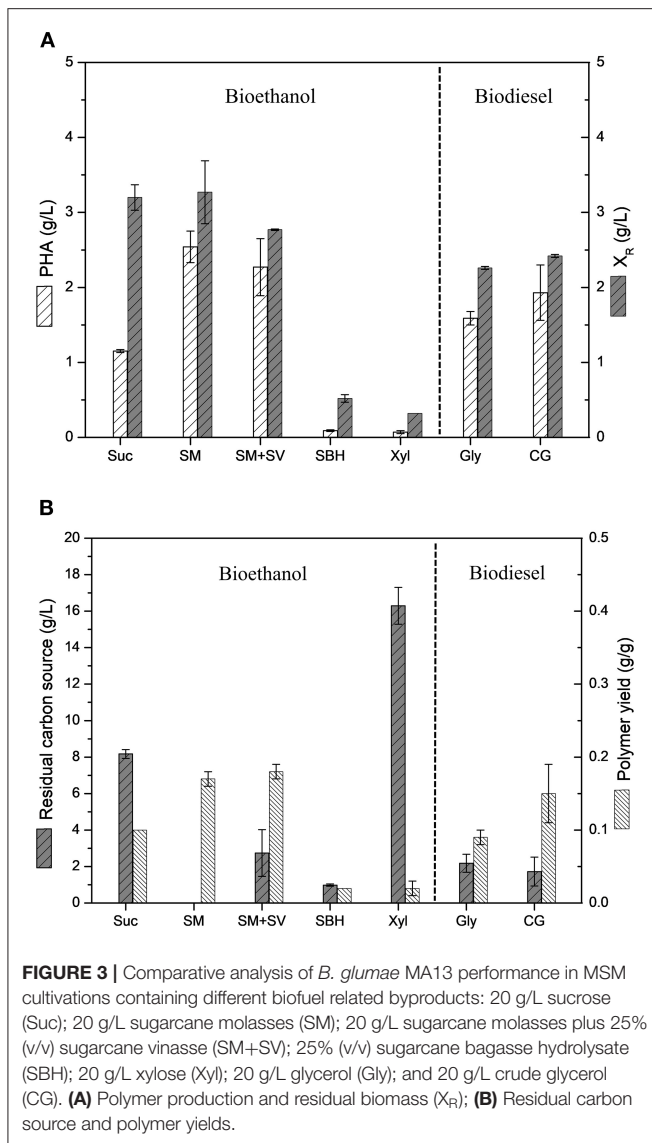 A
Bioethanol
Biodiesel
PHA (g/L)
5
4
3
2
1
0
X_R (g/L)
5
4
3
2
1
0
Suc SM SM+SV SBH Xyl Gly CG
B
Bioethanol
Biodiesel
Residual carbon source (g/L)
20
18
16
14
12
10
8
6
4
2
0
Polymer yield (g/g)
0.5
0.4
0.3
0.2
0.1
0.0
Suc SM SM+SV SBH Xyl Gly CG
FIGURE 3 | Comparative analysis of B. glumae MA13 performance in MSM
cultivations containing different biofuel related byproducts: 20 g/L sucrose
(Suc); 20 g/L sugarcane molasses (SM); 20 g/L sugarcane molasses plus 25%
(v/v) sugarcane vinasse (SM+SV); 25% (v/v) sugarcane bagasse hydrolysate
(SBH); 20 g/L xylose (Xyl); 20 g/L glycerol (Gly); and 20 g/L crude glycerol
(CG). (A) Polymer production and residual biomass (X_R); (B) Residual carbon
source and polymer yields.